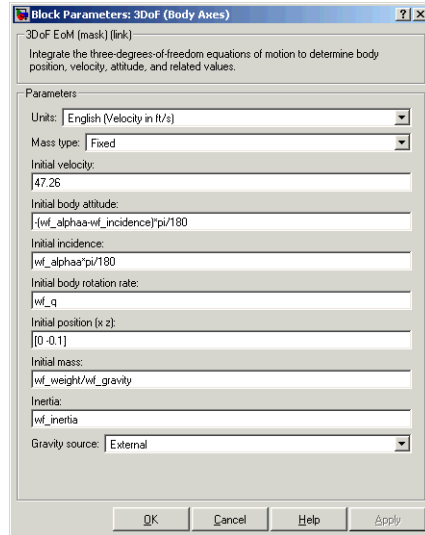 Block Parameters: 3DoF (Body Axes)
3DoF EoM (mask) (link)
Integrate the three-degrees-of-freedom equations of motion to determine body
position, velocity, attitude, and related values.
Parameters
Units: English (Velocity in ft/s)
Mass type: Fixed
Initial velocity:
47.26
Initial body attitude:
-(wf_alphaa-wf_incidence)*pi/180
Initial incidence:
wf_alphaa*pi/180
Initial body rotation rate:
wf_q
Initial position (x z):
[0 -0.1]
Initial mass:
wf_weight/wf_gravity
Inertia:
wf_inertia
Gravity source: External
OK Cancel Help Apply